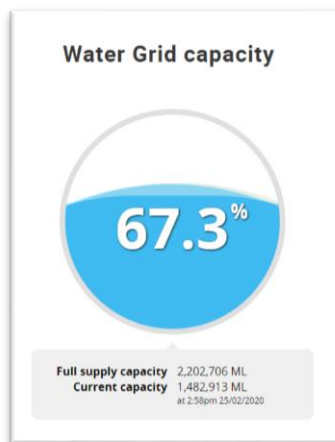 Water Grid capacity
67.3%
Full supply capacity 2,202,706 ML
Current capacity 1,482,913 ML
at 2:58pm 25/02/2020